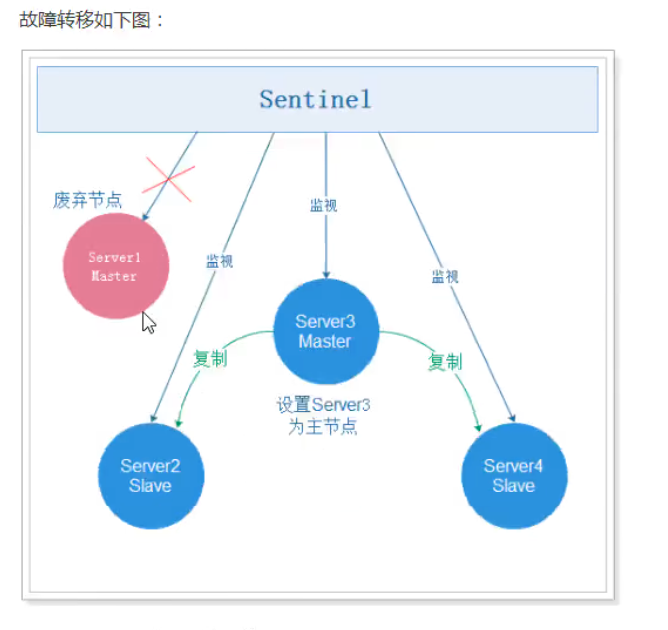 故障转移如下图：
Sentinel
废弃节点
Server1
Master
监视
监视
监视
Server3
Master
复制
复制
设置Server3
为主节点
Server2
Slave
Server4
Slave